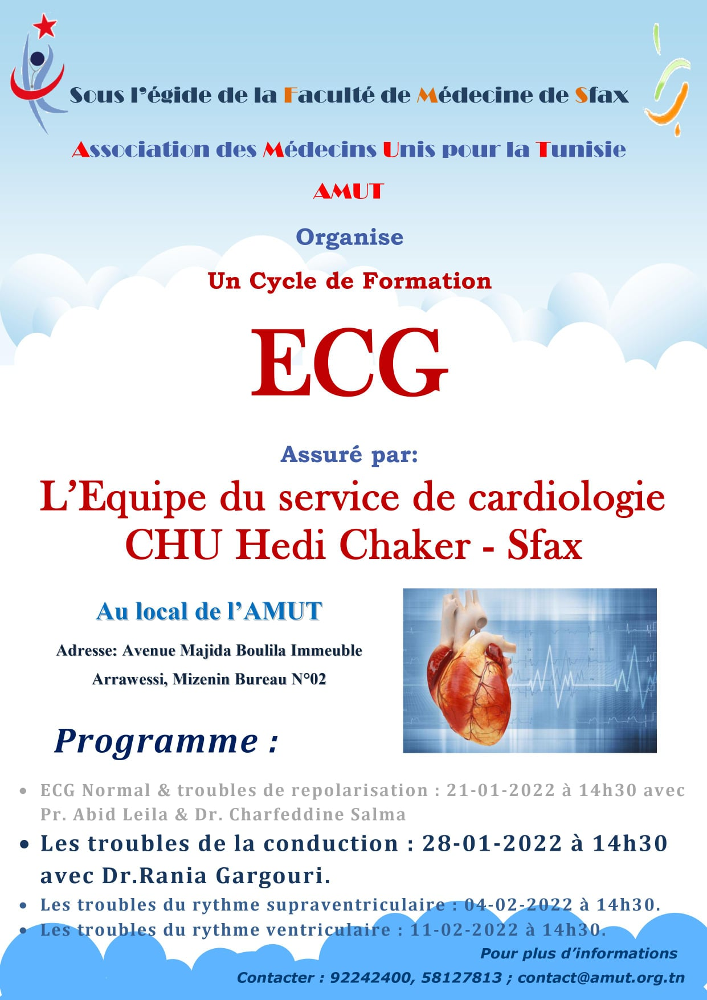 Sous l'égide de la Faculté de Médecine de Sfax
Association des Médecins Unis pour la Tunisie
AMUT
Organise
Un Cycle de Formation
ECG
Assuré par:
L'Equipe du service de cardiologie
CHU Hedi Chaker - Sfax
Au local de l'AMUT
Adresse: Avenue Majida Boulila Immeuble
Arrawessi, Mizenin Bureau N°02
Programme :
• ECG Normal & troubles de repolarisation : 21-01-2022 à 14h30 avec
Pr. Abid Leila & Dr. Charfeddine Salma
• Les troubles de la conduction : 28-01-2022 à 14h30
avec Dr.Rania Gargouri.
• Les troubles du rythme supraventriculaire : 04-02-2022 à 14h30.
• Les troubles du rythme ventriculaire : 11-02-2022 à 14h30.
Pour plus d'informations
Contacter : 92242400, 58127813 ; contact@amut.org.tn